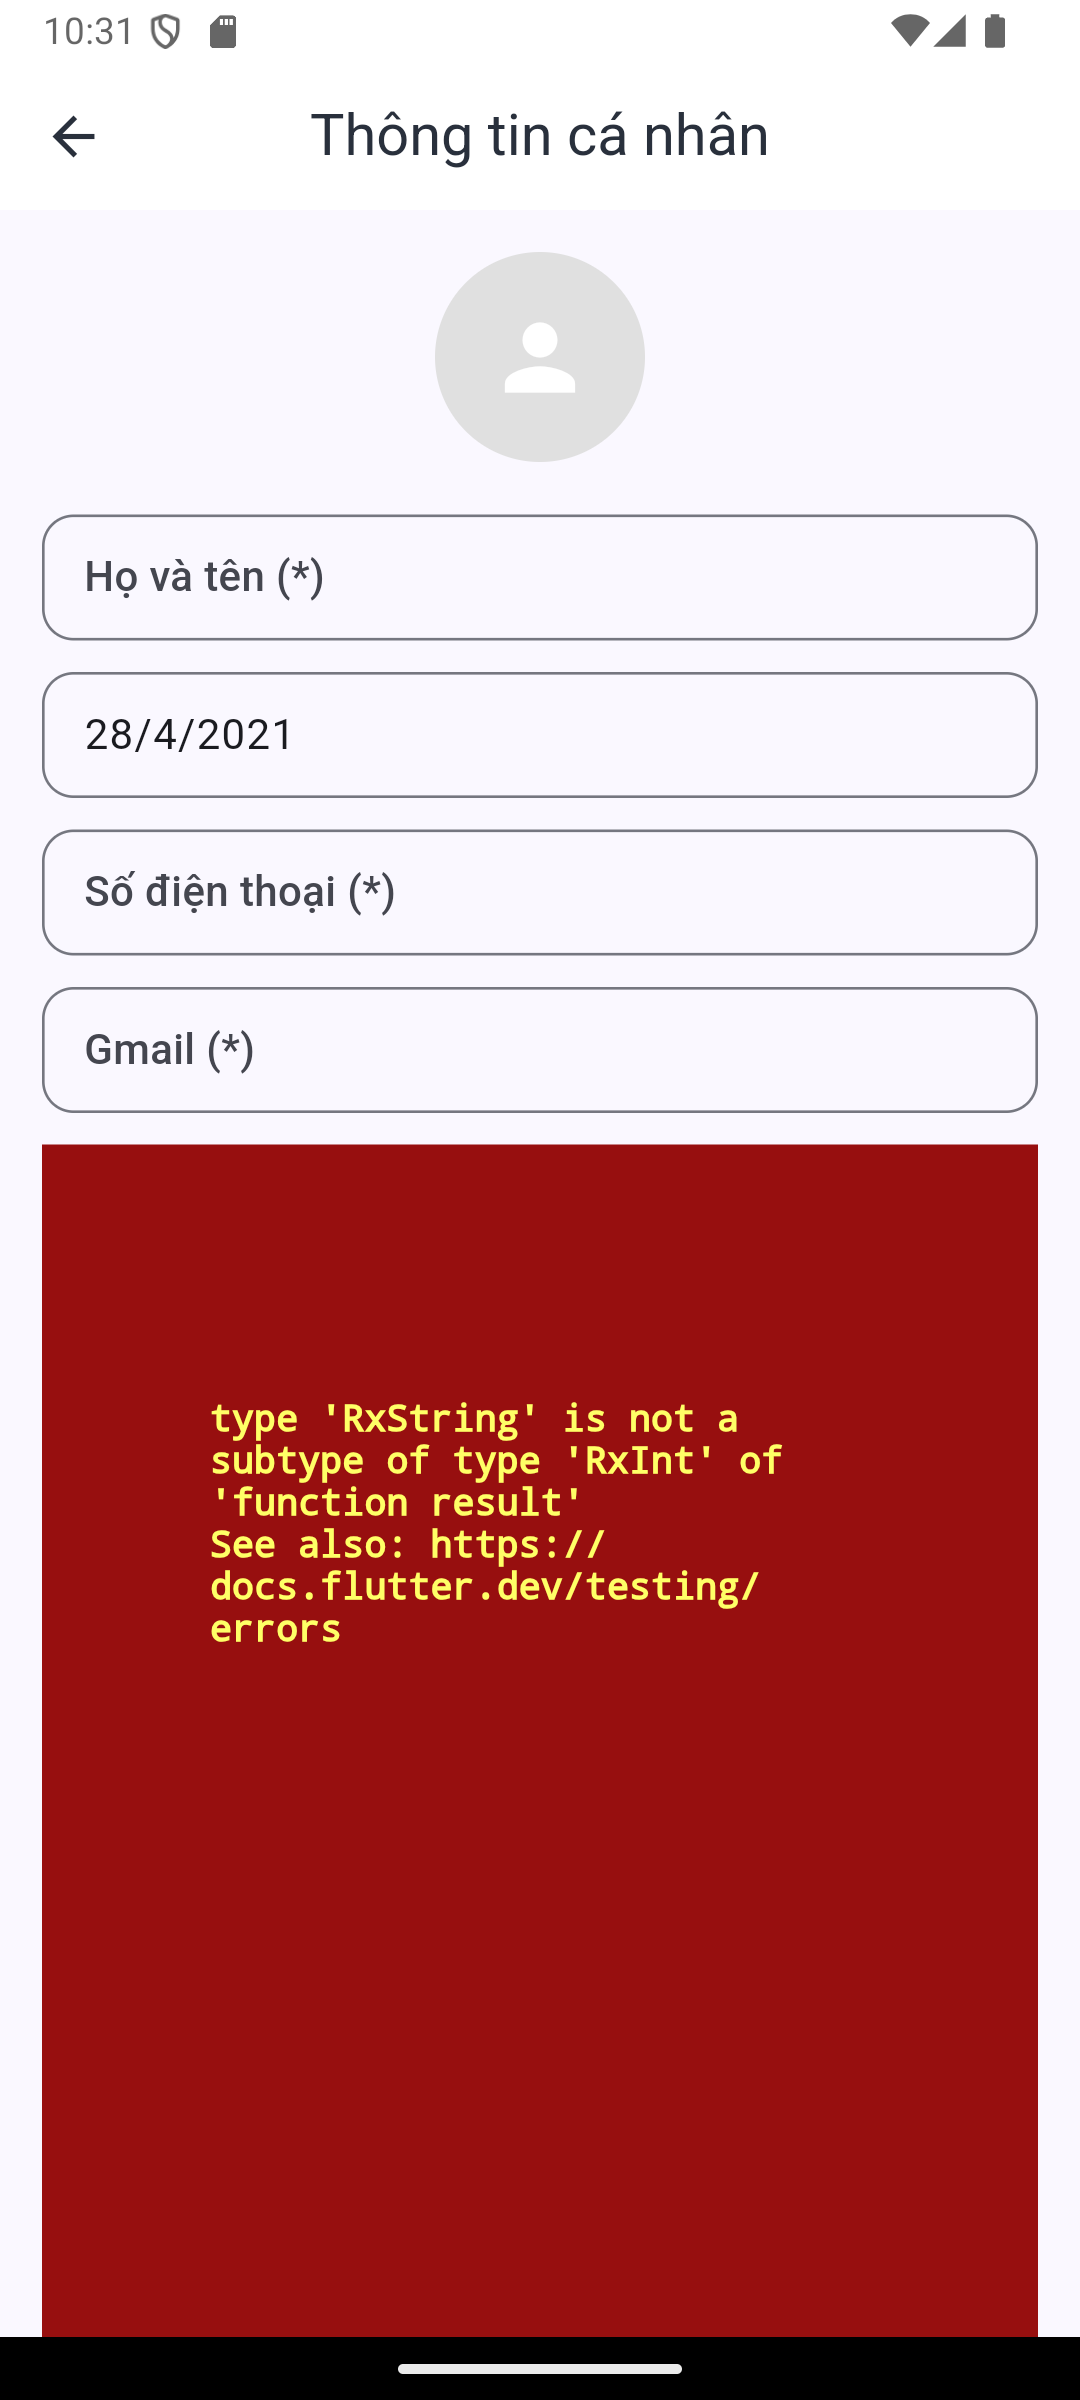 10:31
Thông tin cá nhân
Họ và tên (*)
28/4/2021
Số điện thoại (*)
Gmail (*)
type 'RxString' is not a
subtype of type 'RxInt' of
'function result'
See also: https://
docs.flutter.dev/testing/
errors